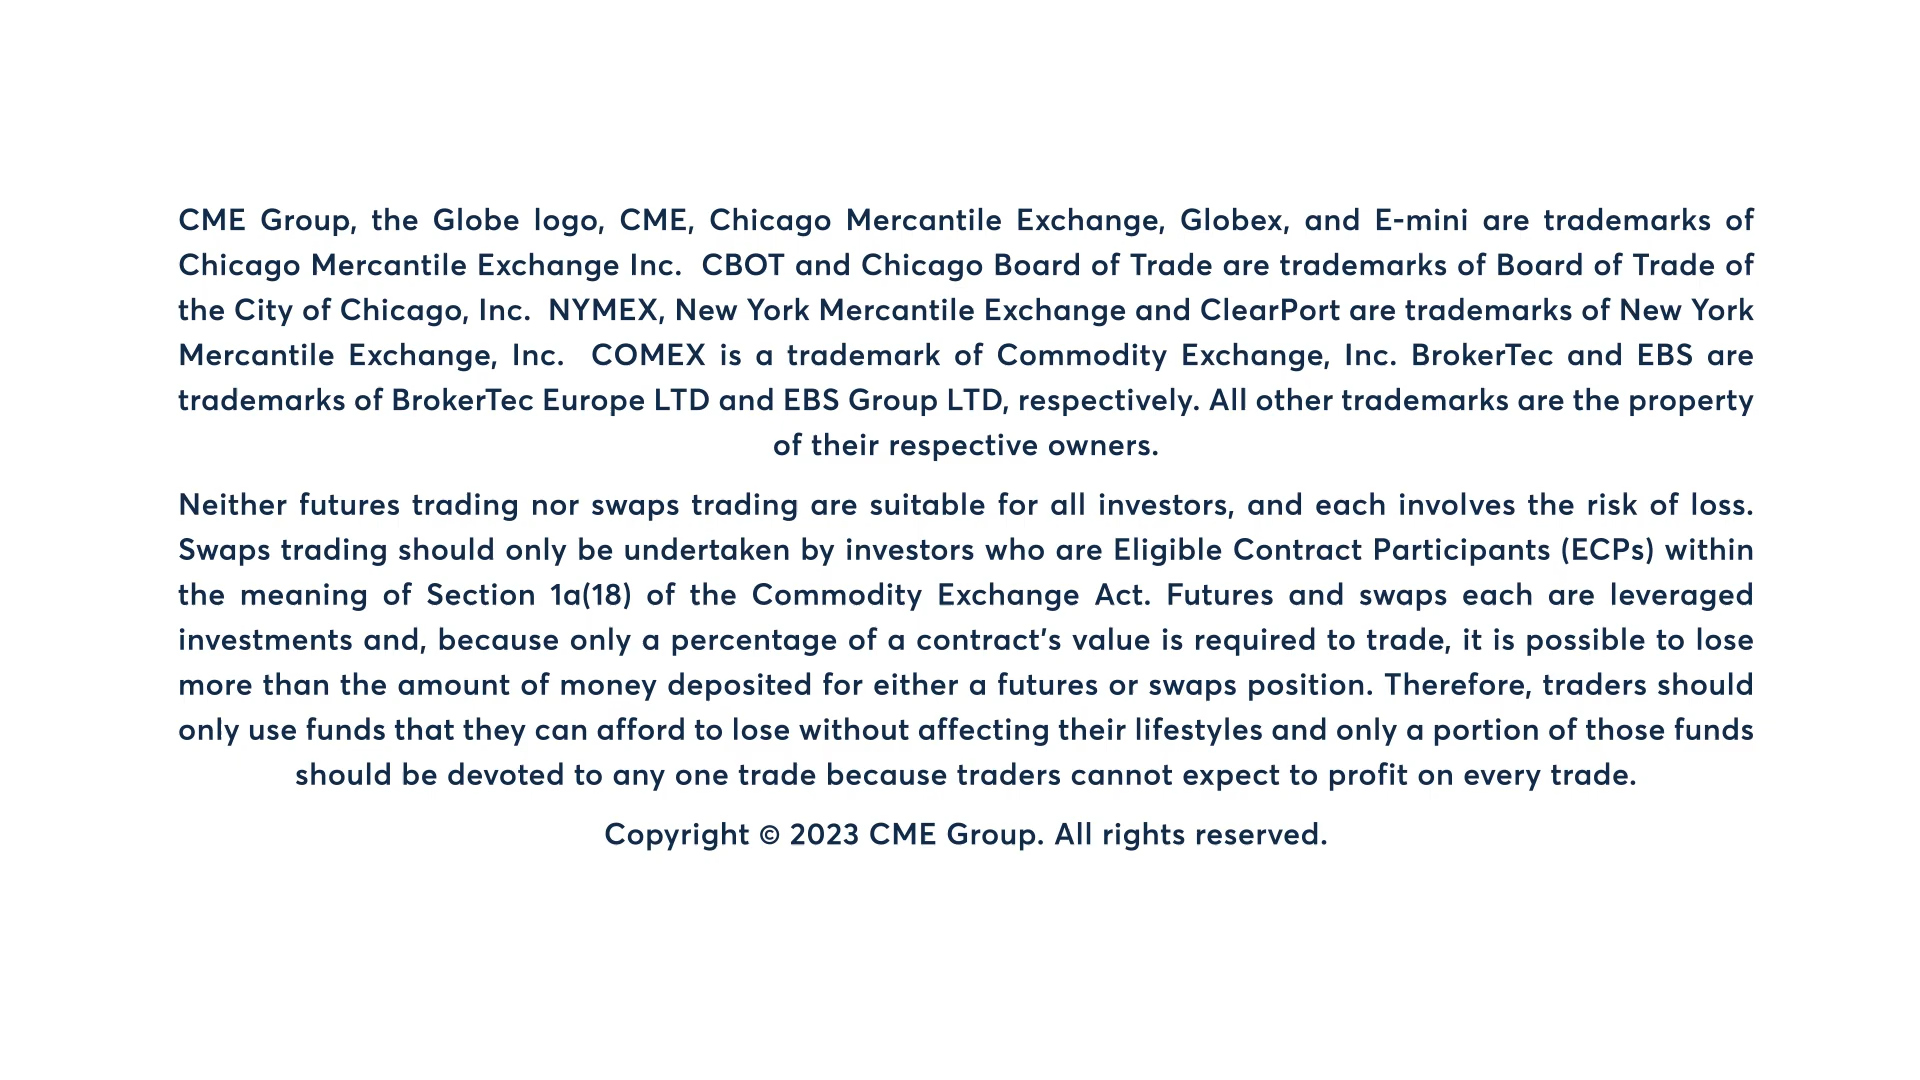 CME Group, the Globe logo, CME, Chicago Mercantile Exchange, Globex, and E-mini are trademarks of
Chicago Mercantile Exchange Inc.  CBOT and Chicago Board of Trade are trademarks of Board of Trade of
the City of Chicago, Inc.  NYMEX, New York Mercantile Exchange and ClearPort are trademarks of New York
Mercantile Exchange, Inc.  COMEX is a trademark of Commodity Exchange, Inc. BrokerTec and EBS are
trademarks of BrokerTec Europe LTD and EBS Group LTD, respectively. All other trademarks are the property
of their respective owners.
Neither futures trading nor swaps trading are suitable for all investors, and each involves the risk of loss.
Swaps trading should only be undertaken by investors who are Eligible Contract Participants (ECPs) within
the meaning of Section 1a(18) of the Commodity Exchange Act. Futures and swaps each are leveraged
investments and, because only a percentage of a contract’s value is required to trade, it is possible to lose
more than the amount of money deposited for either a futures or swaps position. Therefore, traders should
only use funds that they can afford to lose without affecting their lifestyles and only a portion of those funds
should be devoted to any one trade because traders cannot expect to profit on every trade.
Copyright © 2023 CME Group. All rights reserved.